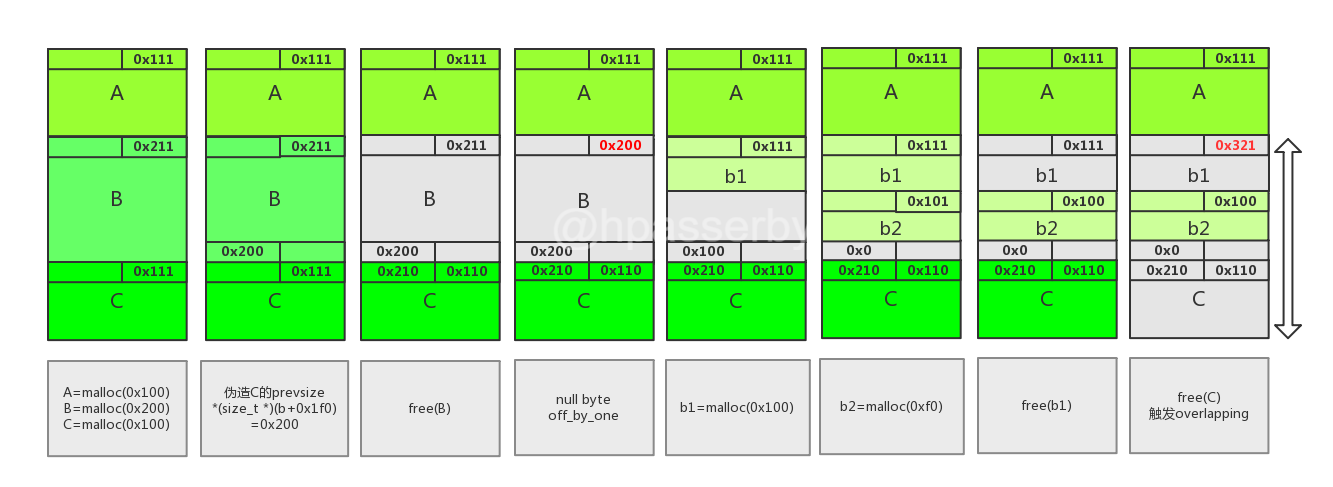 0x111 0x111 0x111 0x111 0x111 0x111 0x111 0x111
A A A A A A A A
0x211 0x211 0x211 0x200 0x111 0x111 0x111 0x321
B B B B b1 b1 b1 b1
0x101 0x100 0x100
b2 b2 b2
@hpasserby
0x200 0x200 0x200 0x100 0x0 0x0 0x0
0x111 0x111 0x210 0x110 0x210 0x110 0x210 0x110 0x210 0x110 0x210 0x110 0x210 0x110
C C C C C C C C
A=malloc(0x100)
B=malloc(0x200)
C=malloc(0x100)
伪造C的prevsize
*(size_t *)(b+0x1f0)
=0x200
free(B)
null byte
off_by_one
b1=malloc(0x100)
b2=malloc(0xf0)
free(b1)
free(C)
触发overlapping